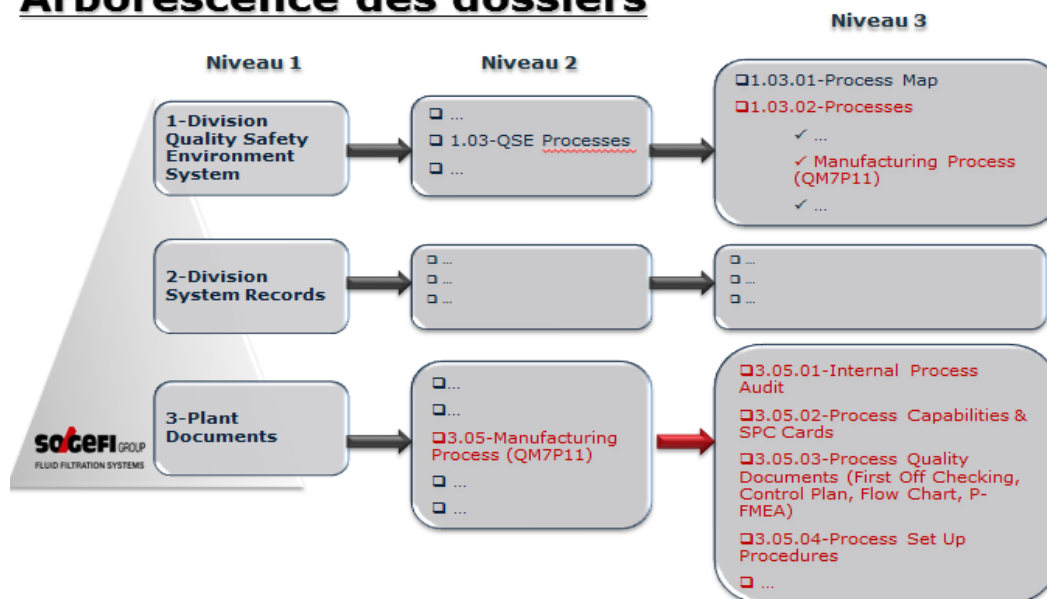 Arborescence des dossiers
Niveau 1
Niveau 2
Niveau 3
1-Division
Quality Safety
Environment
System
❑ ...
❑ 1.03-QSE Processes
❑ ...
❑1.03.01-Process Map
❑1.03.02-Processes
✓ ...
✓ Manufacturing Process
(QM7P11)
✓ ...
2-Division
System Records
❑ ...
❑ ...
❑ ...
❑ ...
❑ ...
❑ ...
3-Plant
Documents
❑...
❑...
❑3.05-Manufacturing
Process (QM7P11)
❑ ...
❑ ...
❑3.05.01-Internal Process
Audit
❑3.05.02-Process Capabilities &
SPC Cards
❑3.05.03-Process Quality
Documents (First Off Checking,
Control Plan, Flow Chart, P-
FMEA)
❑3.05.04-Process Set Up
Procedures
❑ ...
SOGEFI GROUP
FLUID FILTRATION SYSTEMS